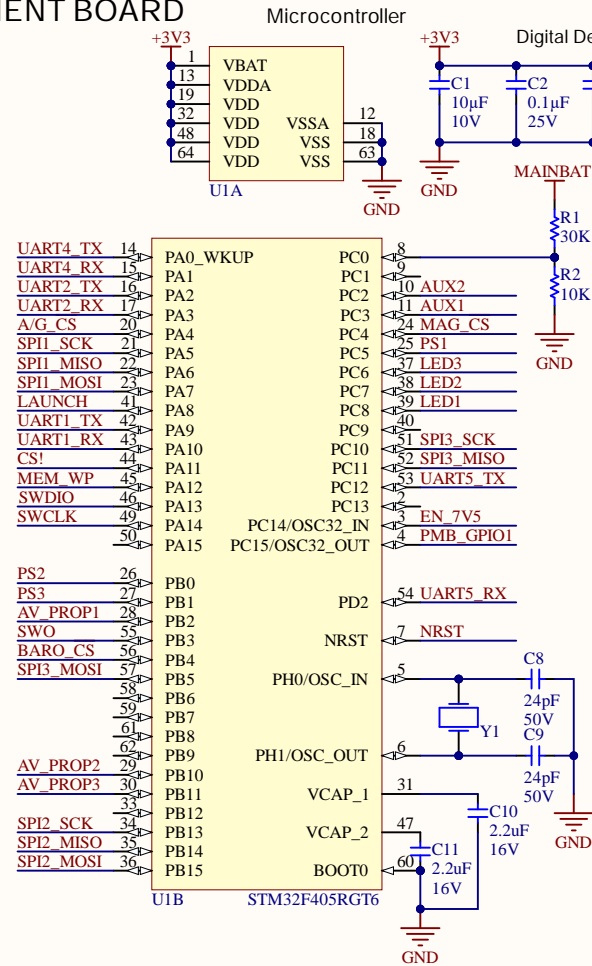 MENT BOARD
Microcontroller
+3V3
1 VBAT
13 VDDA
19 VDD
32 VDD VSSA 12
48 VDD VSS 18
64 VDD VSS 63
U1A
GND
+3V3
Digital De
C1
10µF
10V
C2
0.1µF
25V
GND
MAINBAT
R1
30K
R2
10K
GND
UART4_TX 14 PA0_WKUP
UART4_RX 15 PA1
UART2_TX 16 PA2
UART2_RX 17 PA3
A/G_CS 20 PA4
SPI1_SCK 21 PA5
SPI1_MISO 22 PA6
SPI1_MOSI 23 PA7
LAUNCH 41 PA8
UART1_TX 42 PA9
UART1_RX 43 PA10
CS! 44 PA11
MEM_WP 45 PA12
SWDIO 46 PA13
SWCLK 49 PA14
50 PA15
PS2 26 PB0
PS3 27 PB1
AV_PROP1 28 PB2
SWO 55 PB3
BARO_CS 56 PB4
SPI3_MOSI 57 PB5
58 PB6
59 PB7
61 PB8
62 PB9
AV_PROP2 29 PB10
AV_PROP3 30 PB11
33 PB12
SPI2_SCK 34 PB13
SPI2_MISO 35 PB14
SPI2_MOSI 36 PB15
PC0 8
PC1 9
PC2 10 AUX2
PC3 11 AUX1
PC4 24 MAG_CS
PC5 25 PS1
PC6 37 LED3
PC7 38 LED2
PC8 39 LED1
PC9 40
PC10 51 SPI3_SCK
PC11 52 SPI3_MISO
PC12 53 UART5_TX
PC13 2
PC14/OSC32_IN 3 EN_7V5
PC15/OSC32_OUT 4 PMB_GPIO1
PD2 54 UART5_RX
NRST 7 NRST
PH0/OSC_IN 5
PH1/OSC_OUT 6
VCAP_1 31
VCAP_2 47
BOOT0 60
U1B STM32F405RGT6
Y1
C8
24pF
50V
C9
24pF
50V
GND
C10
2.2uF
16V
C11
2.2uF
16V
GND